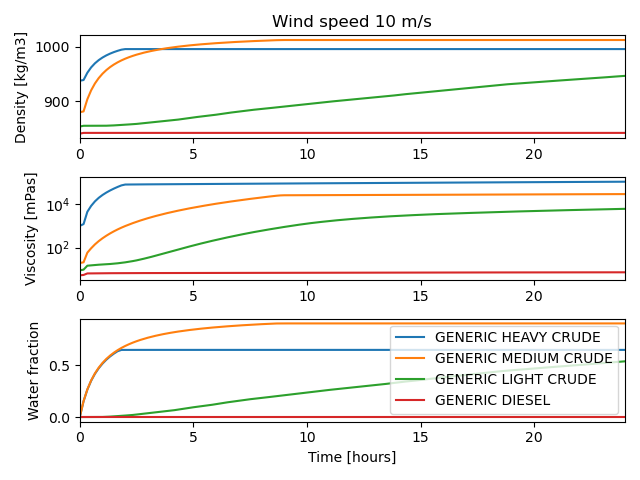 Wind speed 10 m/s
Density [kg/m3]
1000
900
0 5 10 15 20
Viscosity [mPas]
10^4
10^2
0 5 10 15 20
Water fraction
0.5
0.0
GENERIC HEAVY CRUDE
GENERIC MEDIUM CRUDE
GENERIC LIGHT CRUDE
GENERIC DIESEL
0 5 10 15 20
Time [hours]